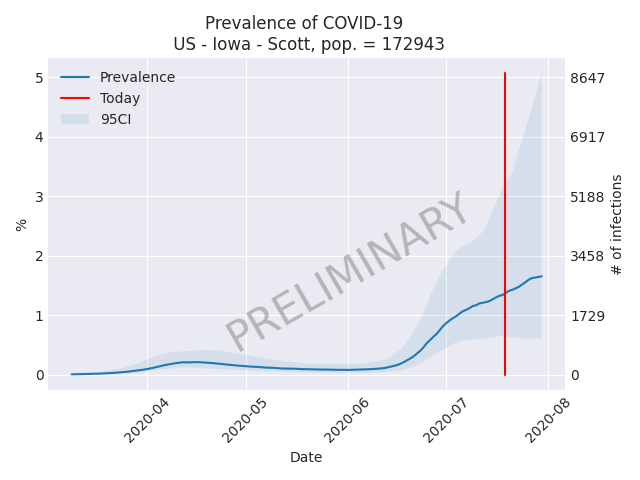 Prevalence of COVID-19
US - Iowa - Scott, pop. = 172943
Prevalence
Today
95CI
5
4
3
2
1
0
%
8647
6917
5188
3458
1729
0
# of infections
PRELIMINARY
2020-04
2020-05
2020-06
2020-07
2020-08
Date